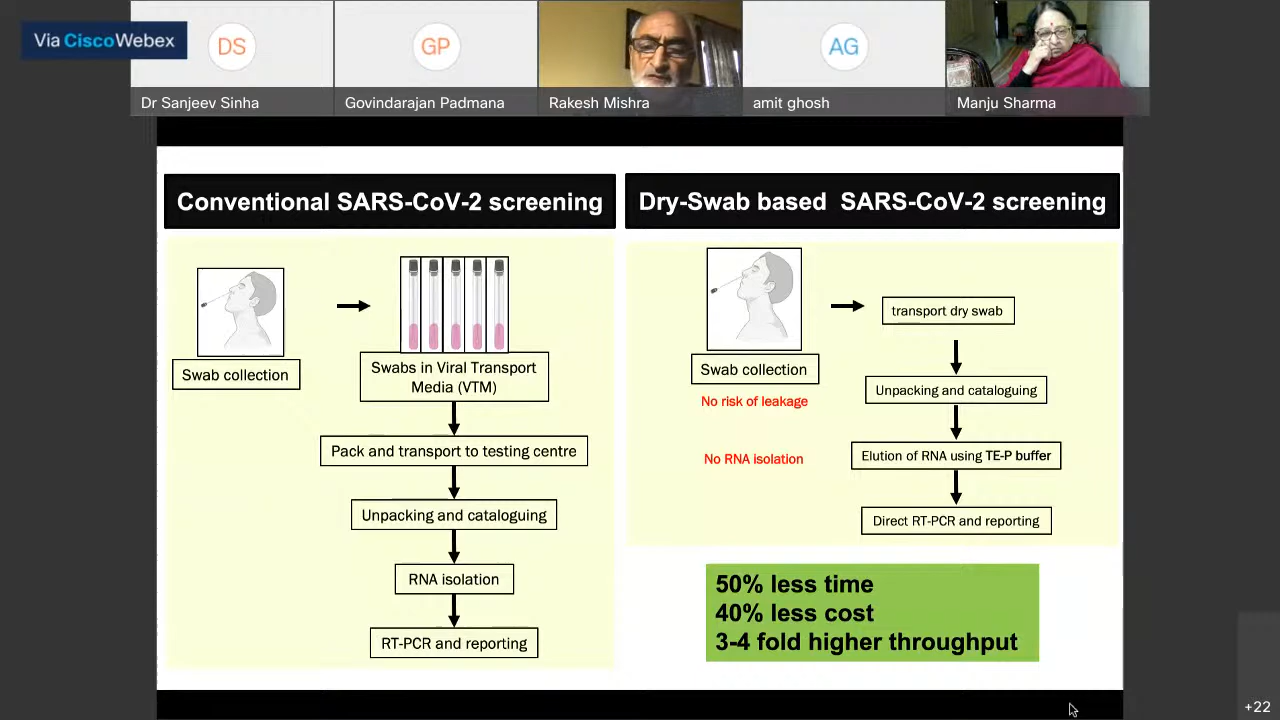 Via CiscoWebex
DS
GP
AG
Dr Sanjeev Sinha
Govindarajan Padmana
Rakesh Mishra
amit ghosh
Manju Sharma
Conventional SARS-CoV-2 screening
Swab collection
Swabs in Viral Transport
Media (VTM)
Pack and transport to testing centre
Unpacking and cataloguing
RNA isolation
RT-PCR and reporting
Dry-Swab based SARS-CoV-2 screening
Swab collection
No risk of leakage
No RNA isolation
transport dry swab
Unpacking and cataloguing
Elution of RNA using TE-P buffer
Direct RT-PCR and reporting
50% less time
40% less cost
3-4 fold higher throughput
+22